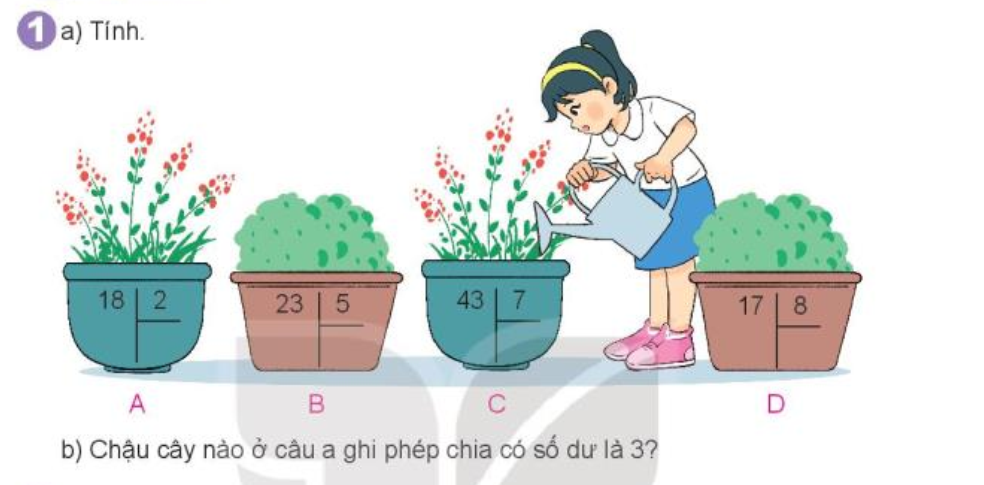 1 a) Tính.
18 2
23 5
43 7
17 8
A B C D
b) Chậu cây nào ở câu a ghi phép chia có số dư là 3?